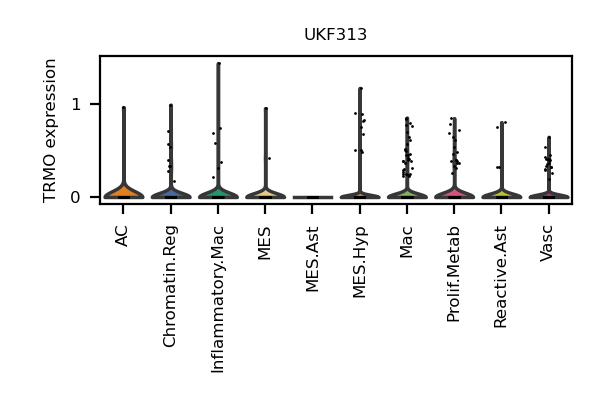 UKF313
TRMO expression
1
0
AC
Chromatin.Reg
Inflammatory.Mac
MES
MES.Ast
MES.Hyp
Mac
Prolif.Metab
Reactive.Ast
Vasc